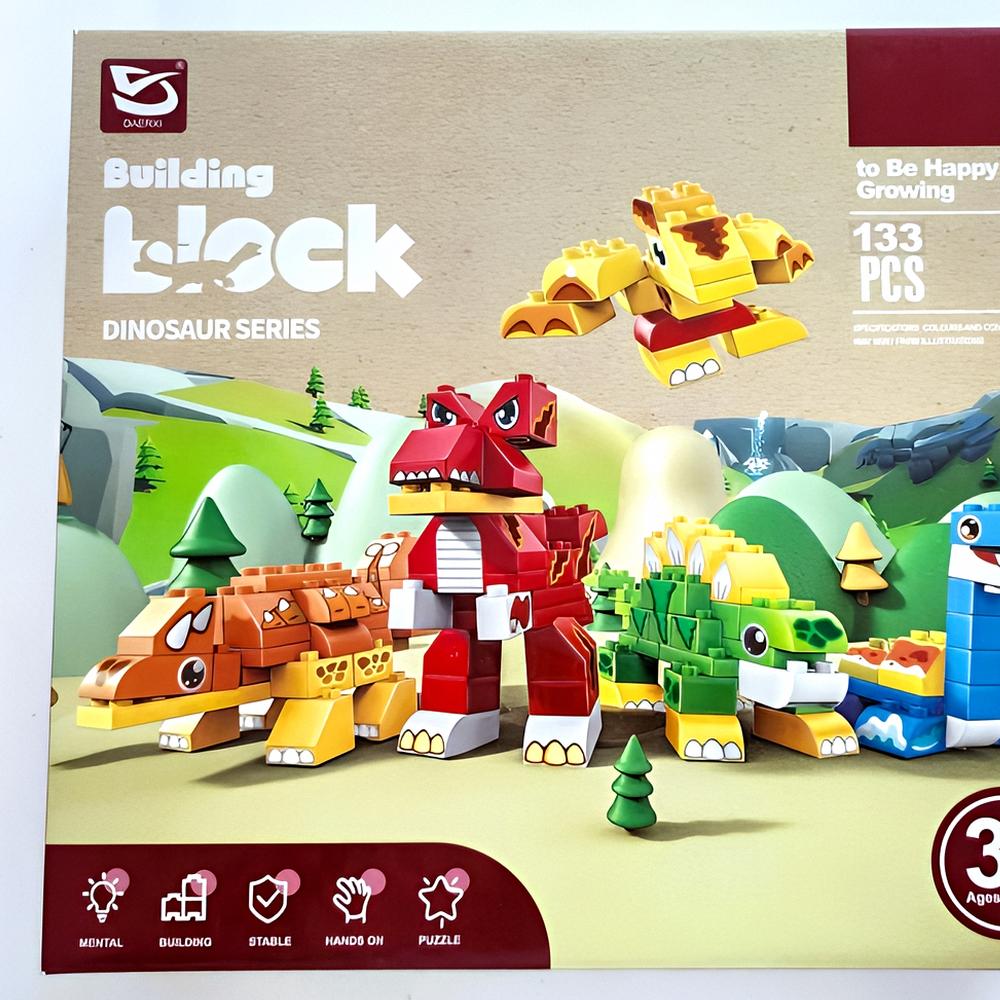 Building
block
DINOSAUR SERIES
to Be Happy
Growing
133
PCS
MENTAL
BUILDING
STABLE
HANDS ON
PUZZLE
3